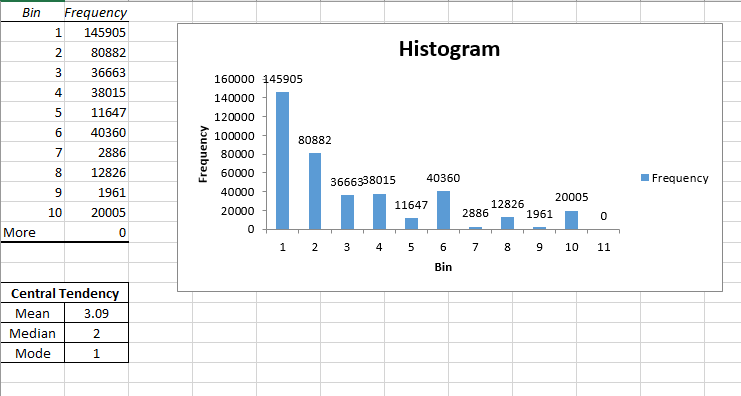 Bin Frequency
1 145905
2 80882
3 36663
4 38015
5 11647
6 40360
7 2886
8 12826
9 1961
10 20005
More 0
Central Tendency
Mean 3.09
Median 2
Mode 1
Histogram
Frequency
160000
140000
120000
100000
80000
60000
40000
20000
0
145905
80882
36663
38015
11647
40360
2886
12826
1961
20005
0
1 2 3 4 5 6 7 8 9 10 11
Bin
Frequency